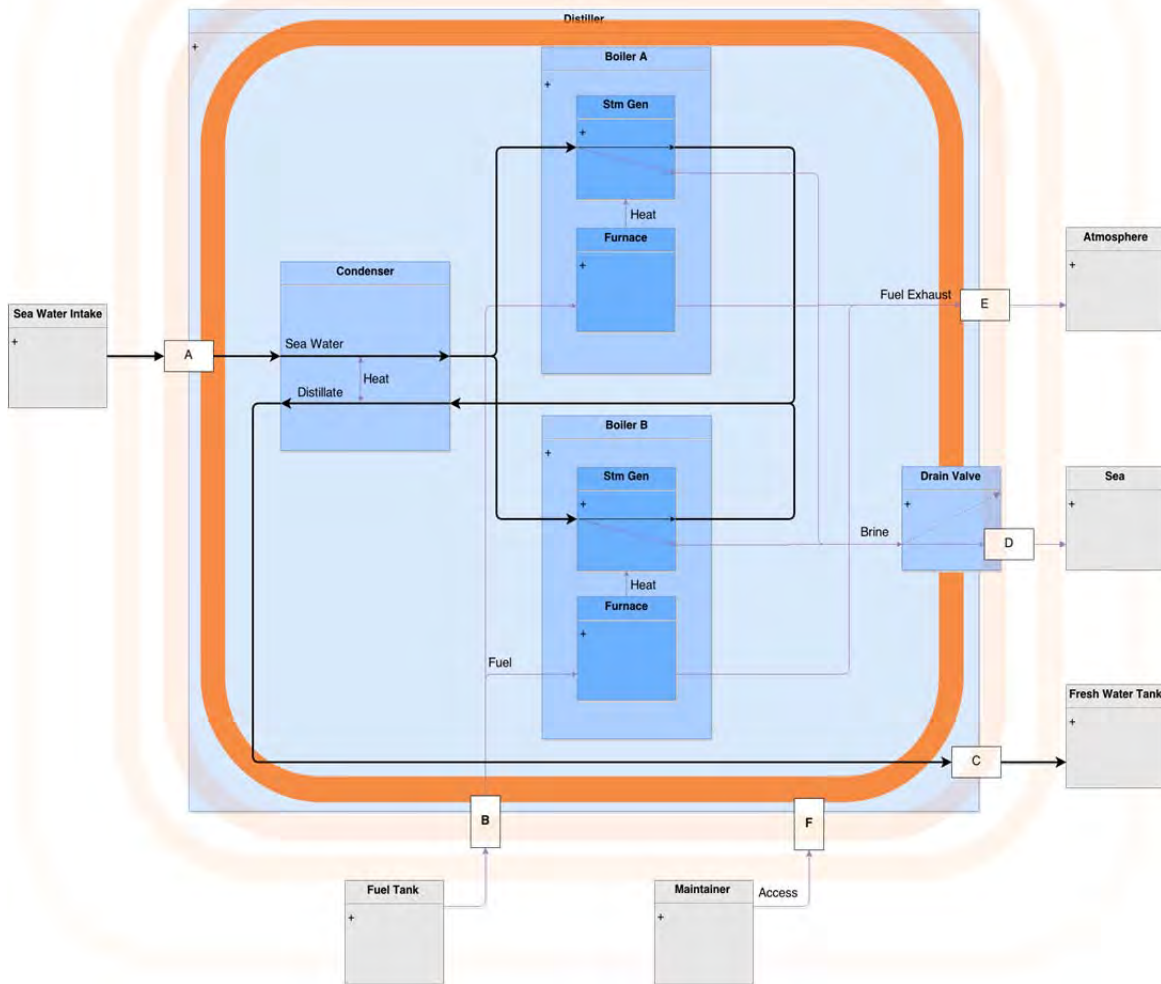 Distiller
+
Boiler A
+
Stm Gen
+
Heat
Furnace
+
Atmosphere
+
Condenser
Fuel Exhaust
E
Sea Water Intake
+
A
Sea Water
Heat
Distillate
Boiler B
+
Stm Gen
+
Drain Valve
+
Sea
+
Brine
D
Heat
Furnace
+
Fuel
Fresh Water Tank
+
C
B
F
Fuel Tank
+
Maintainer
+
Access